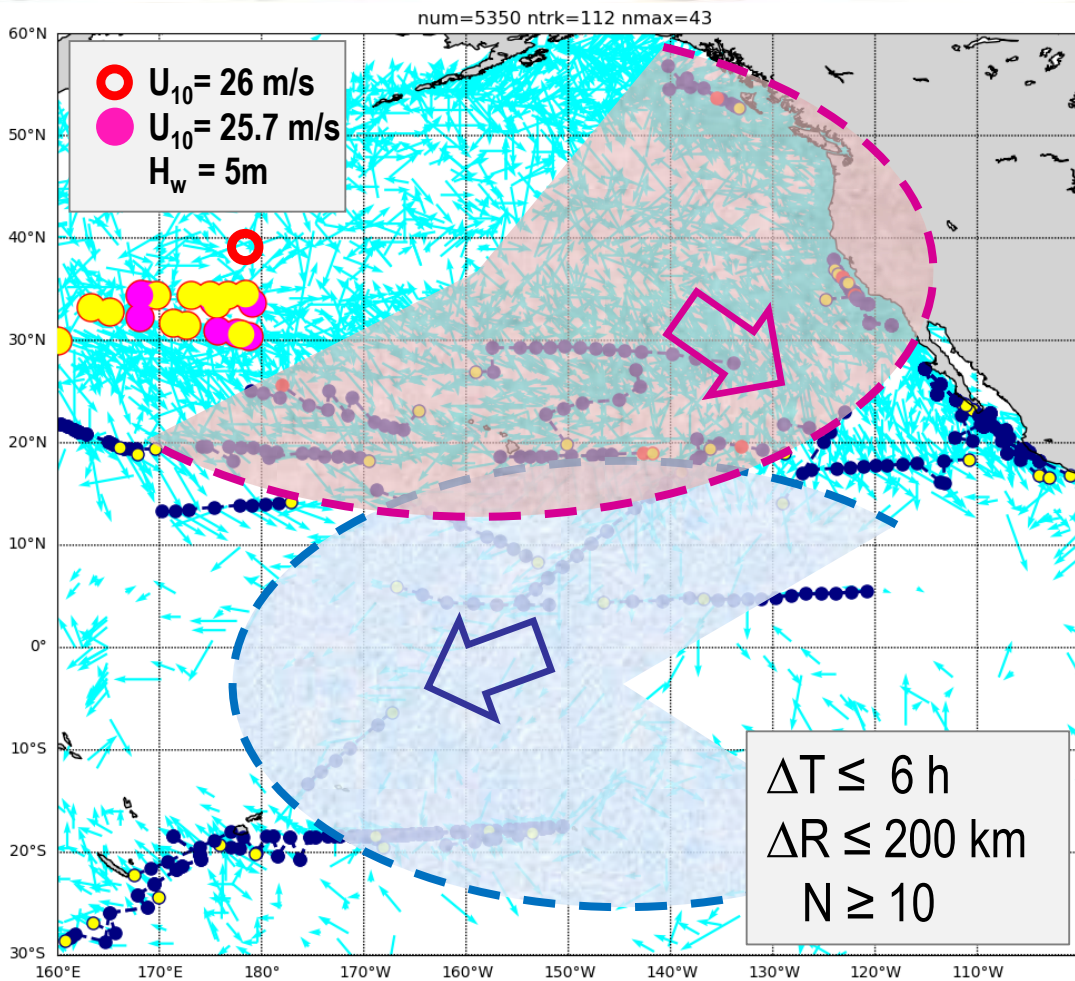 num=5350 ntrk=112 nmax=43
60°N
50°N
40°N
30°N
20°N
10°N
0°
10°S
20°S
30°S
U₁₀= 26 m/s
U₁₀= 25.7 m/s
H_w = 5m
ΔT ≤ 6 h
ΔR ≤ 200 km
N ≥ 10
160°E 170°E 180° 170°W 160°W 150°W 140°W 130°W 120°W 110°W